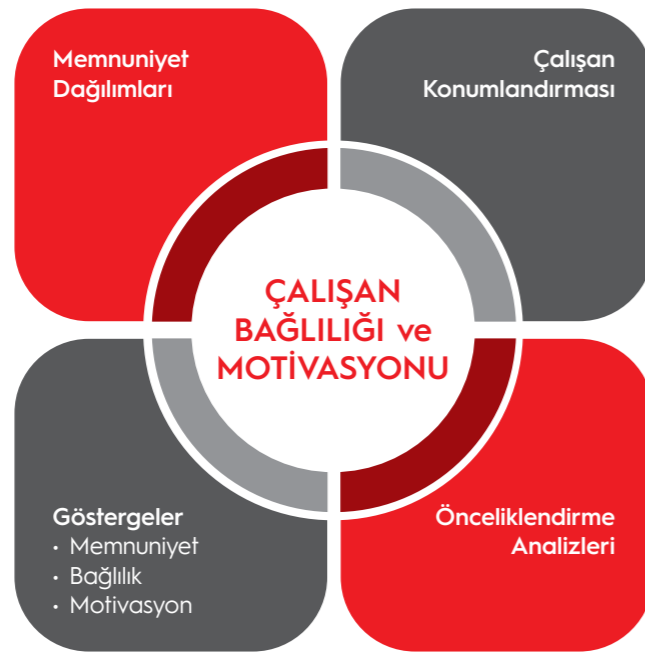 Memnuniyet
Dağılımları
Çalışan
Konumlandırması
ÇALIŞAN
BAĞLILIĞI ve
MOTİVASYONU
Göstergeler
· Memnuniyet
· Bağlılık
· Motivasyon
Önceliklendirme
Analizleri